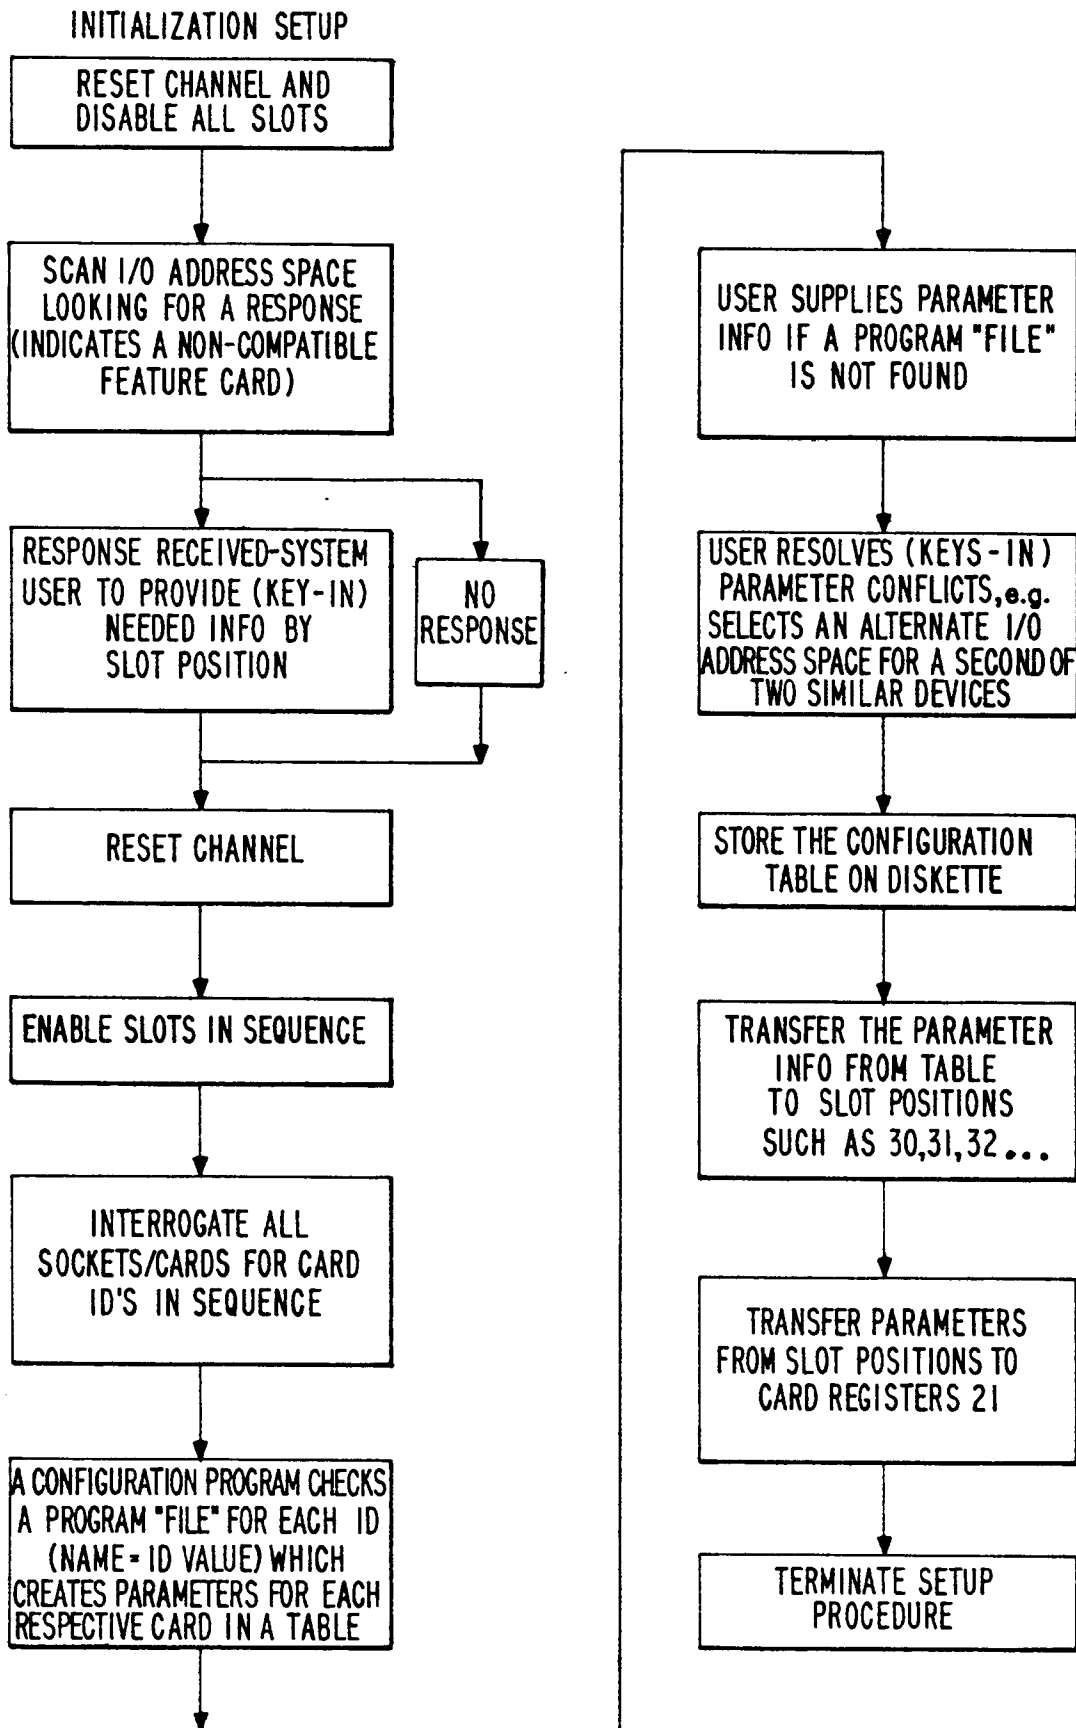 INITIALIZATION SETUP
RESET CHANNEL AND
DISABLE ALL SLOTS
SCAN I/O ADDRESS SPACE
LOOKING FOR A RESPONSE
(INDICATES A NON-COMPATIBLE
FEATURE CARD)
RESPONSE RECEIVED-SYSTEM
USER TO PROVIDE (KEY-IN)
NEEDED INFO BY
SLOT POSITION
NO
RESPONSE
RESET CHANNEL
ENABLE SLOTS IN SEQUENCE
INTERROGATE ALL
SOCKETS/CARDS FOR CARD
ID'S IN SEQUENCE
A CONFIGURATION PROGRAM CHECKS
A PROGRAM "FILE" FOR EACH ID
(NAME = ID VALUE) WHICH
CREATES PARAMETERS FOR EACH
RESPECTIVE CARD IN A TABLE
USER SUPPLIES PARAMETER
INFO IF A PROGRAM "FILE"
IS NOT FOUND
USER RESOLVES (KEYS-IN)
PARAMETER CONFLICTS, e.g.
SELECTS AN ALTERNATE I/O
ADDRESS SPACE FOR A SECOND OF
TWO SIMILAR DEVICES
STORE THE CONFIGURATION
TABLE ON DISKETTE
TRANSFER THE PARAMETER
INFO FROM TABLE
TO SLOT POSITIONS
SUCH AS 30,31,32...
TRANSFER PARAMETERS
FROM SLOT POSITIONS TO
CARD REGISTERS 21
TERMINATE SETUP
PROCEDURE